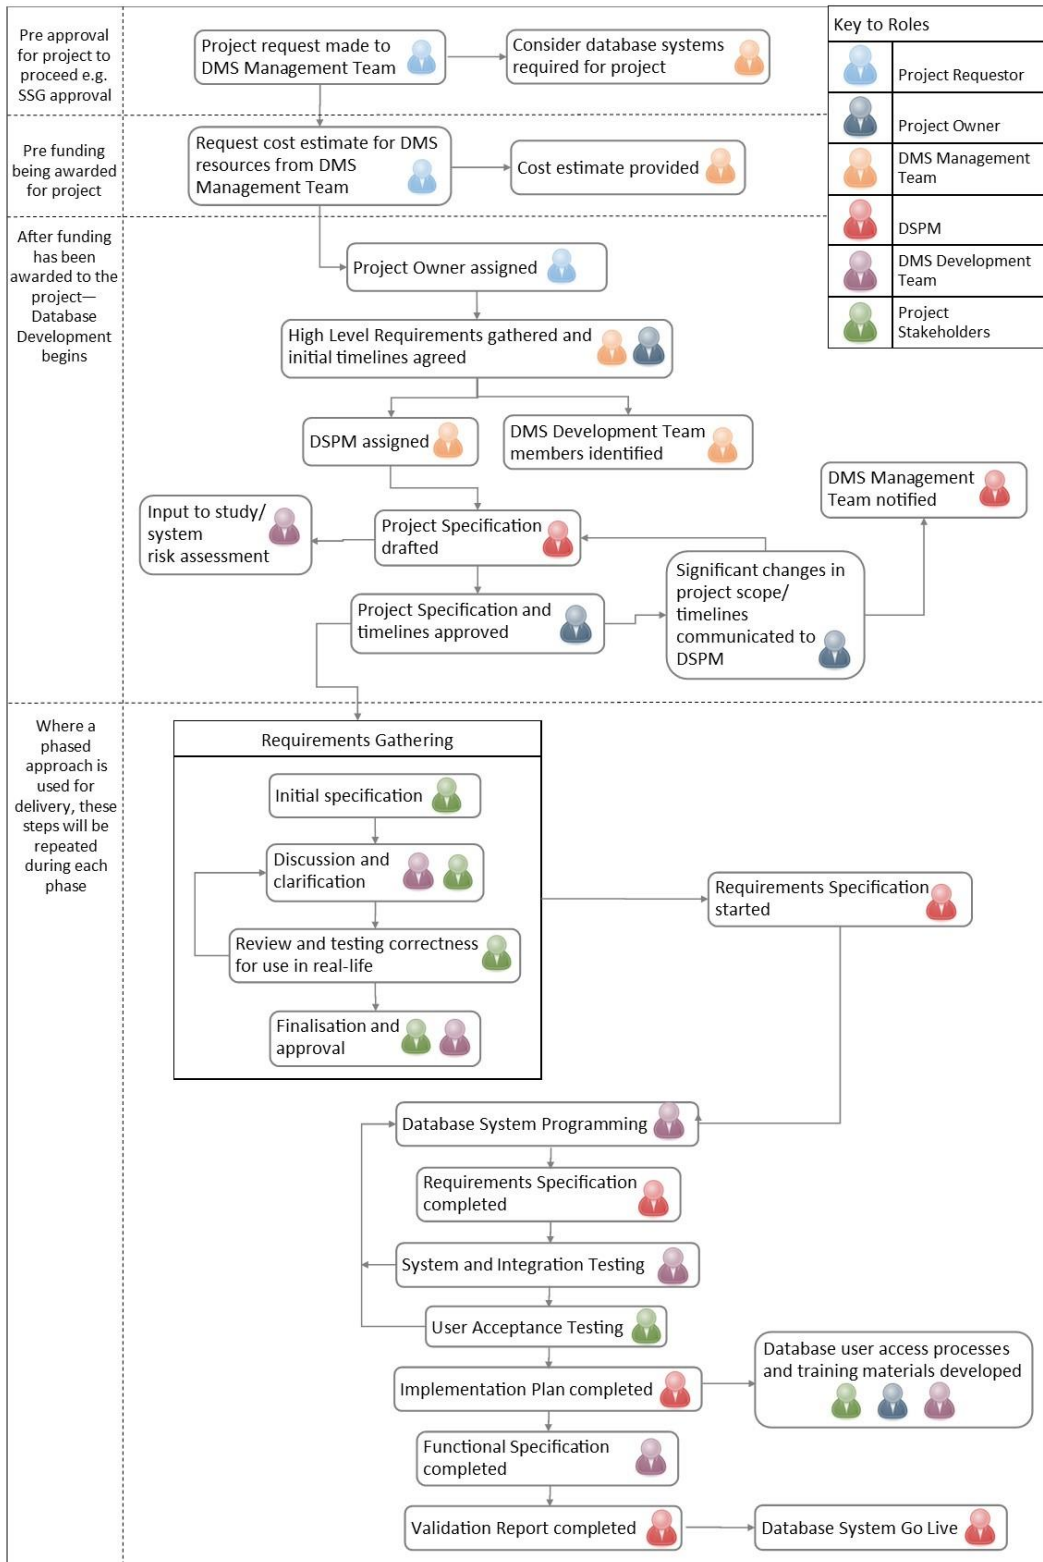 Pre approval
for project to
proceed e.g.
SSG approval
Project request made to
DMS Management Team
Consider database systems
required for project
Key to Roles
Project Requestor
Project Owner
DMS Management
Team
DSPM
DMS Development
Team
Project
Stakeholders
Pre funding
being awarded
for project
Request cost estimate for DMS
resources from DMS
Management Team
Cost estimate provided
After funding
has been
awarded to the
project—
Database
Development
begins
Project Owner assigned
High Level Requirements gathered and
initial timelines agreed
DSPM assigned
DMS Development Team
members identified
DMS Management
Team notified
Input to study/
system
risk assessment
Project Specification
drafted
Significant changes in
project scope/
timelines
communicated to
DSPM
Project Specification and
timelines approved
Where a
phased
approach is
used for
delivery, these
steps will be
repeated
during each
phase
Requirements Gathering
Initial specification
Discussion and
clarification
Review and testing correctness
for use in real-life
Finalisation and
approval
Requirements Specification
started
Database System Programming
Requirements Specification
completed
System and Integration Testing
User Acceptance Testing
Implementation Plan completed
Database user access processes
and training materials developed
Functional Specification
completed
Validation Report completed
Database System Go Live